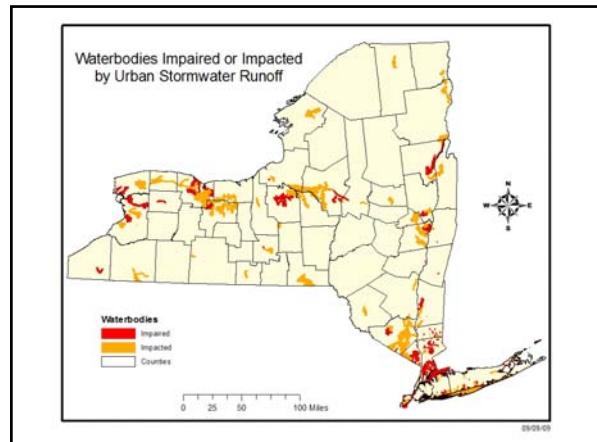 Waterbodies Impaired or Impacted
by Urban Stormwater Runoff
N
W E
S
Waterbodies
Impaired
Impacted
Counties
0 25 50 100 Miles
09/09/09